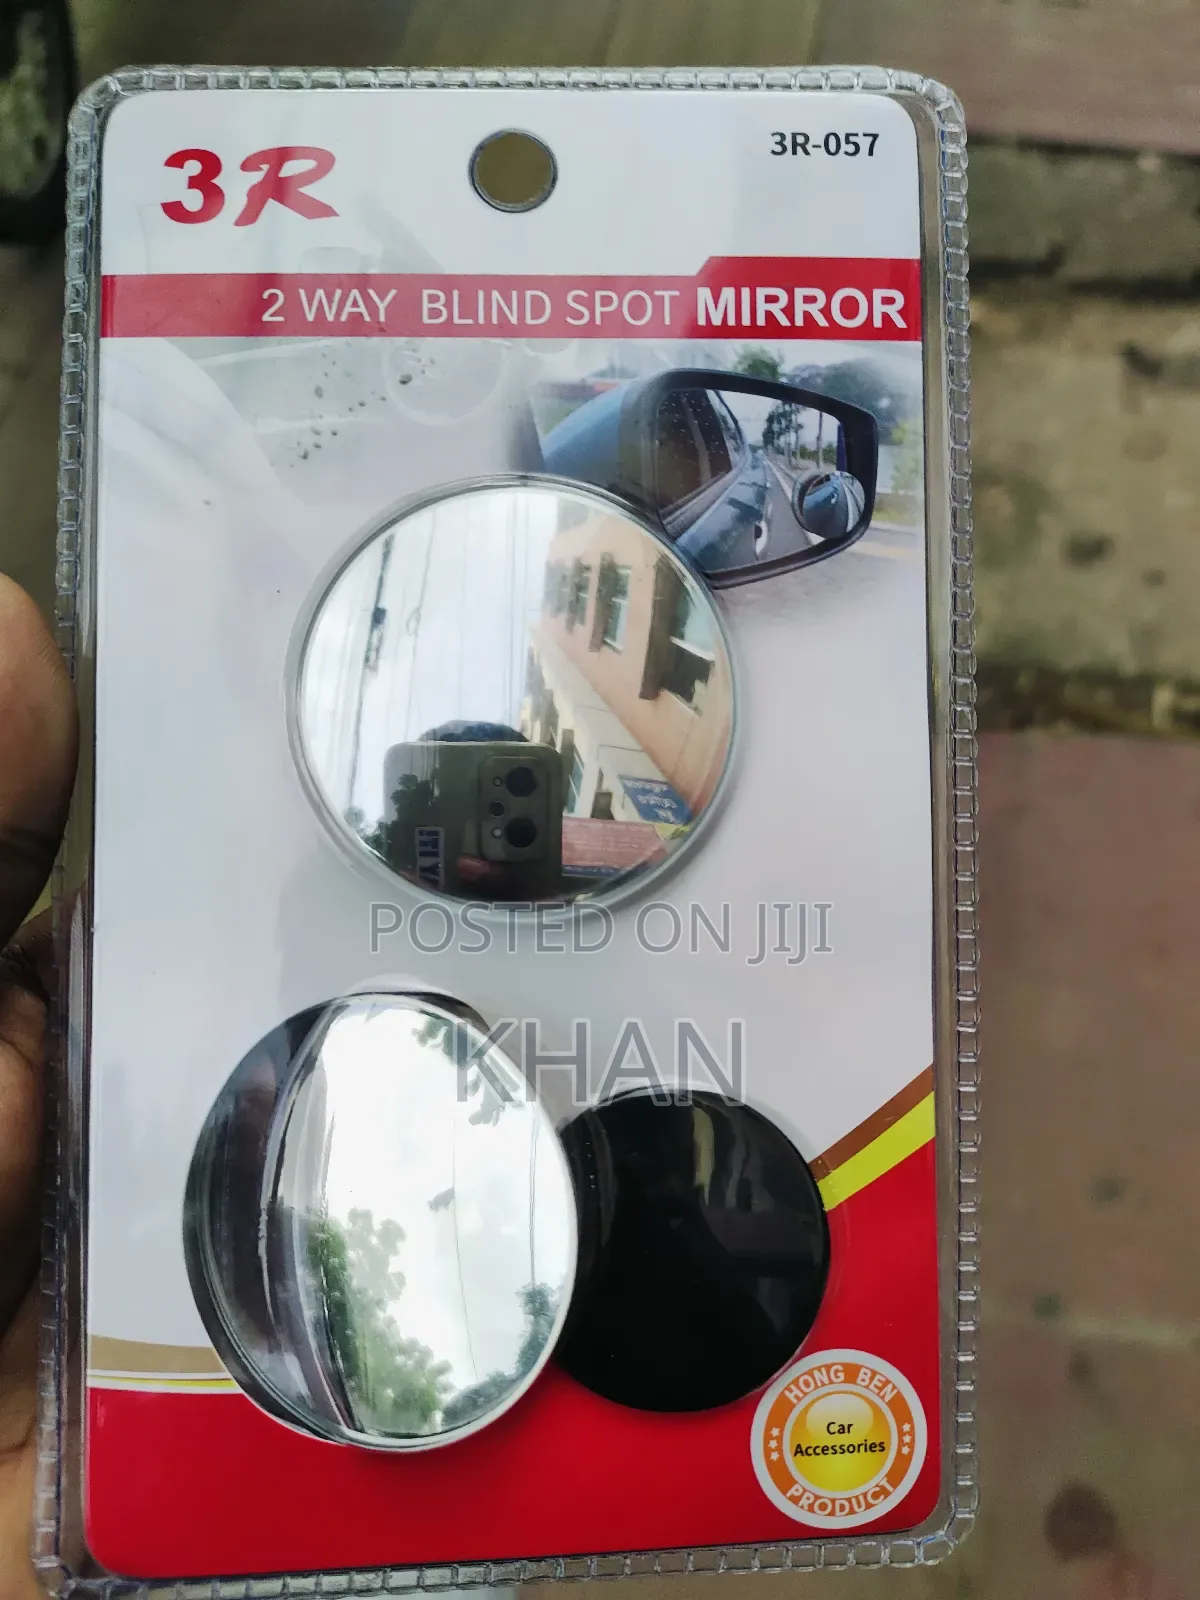 3R
3R-057
2 WAY BLIND SPOT MIRROR
POSTED ON JIJI
KHAN
HONG BEN
Car
Accessories
PRODUCT